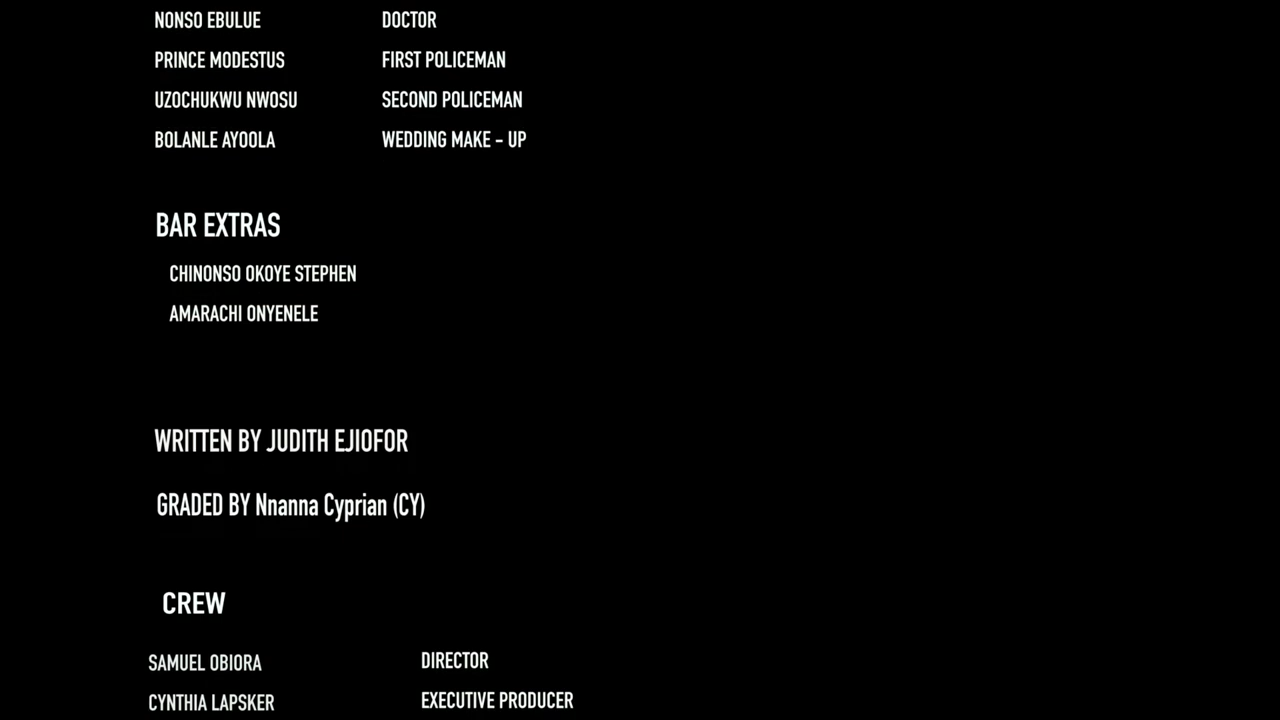 NONSO EBULUE DOCTOR
PRINCE MODESTUS FIRST POLICEMAN
UZOCHUKWU NWOSU SECOND POLICEMAN
BOLANLE AYOOLA WEDDING MAKE - UP
BAR EXTRAS
CHINONSO OKOYE STEPHEN
AMARACHI ONYENELE
WRITTEN BY JUDITH EJIOFOR
GRADED BY Nnanna Cyprian (CY)
CREW
SAMUEL OBIORA DIRECTOR
CYNTHIA LAPSKER EXECUTIVE PRODUCER